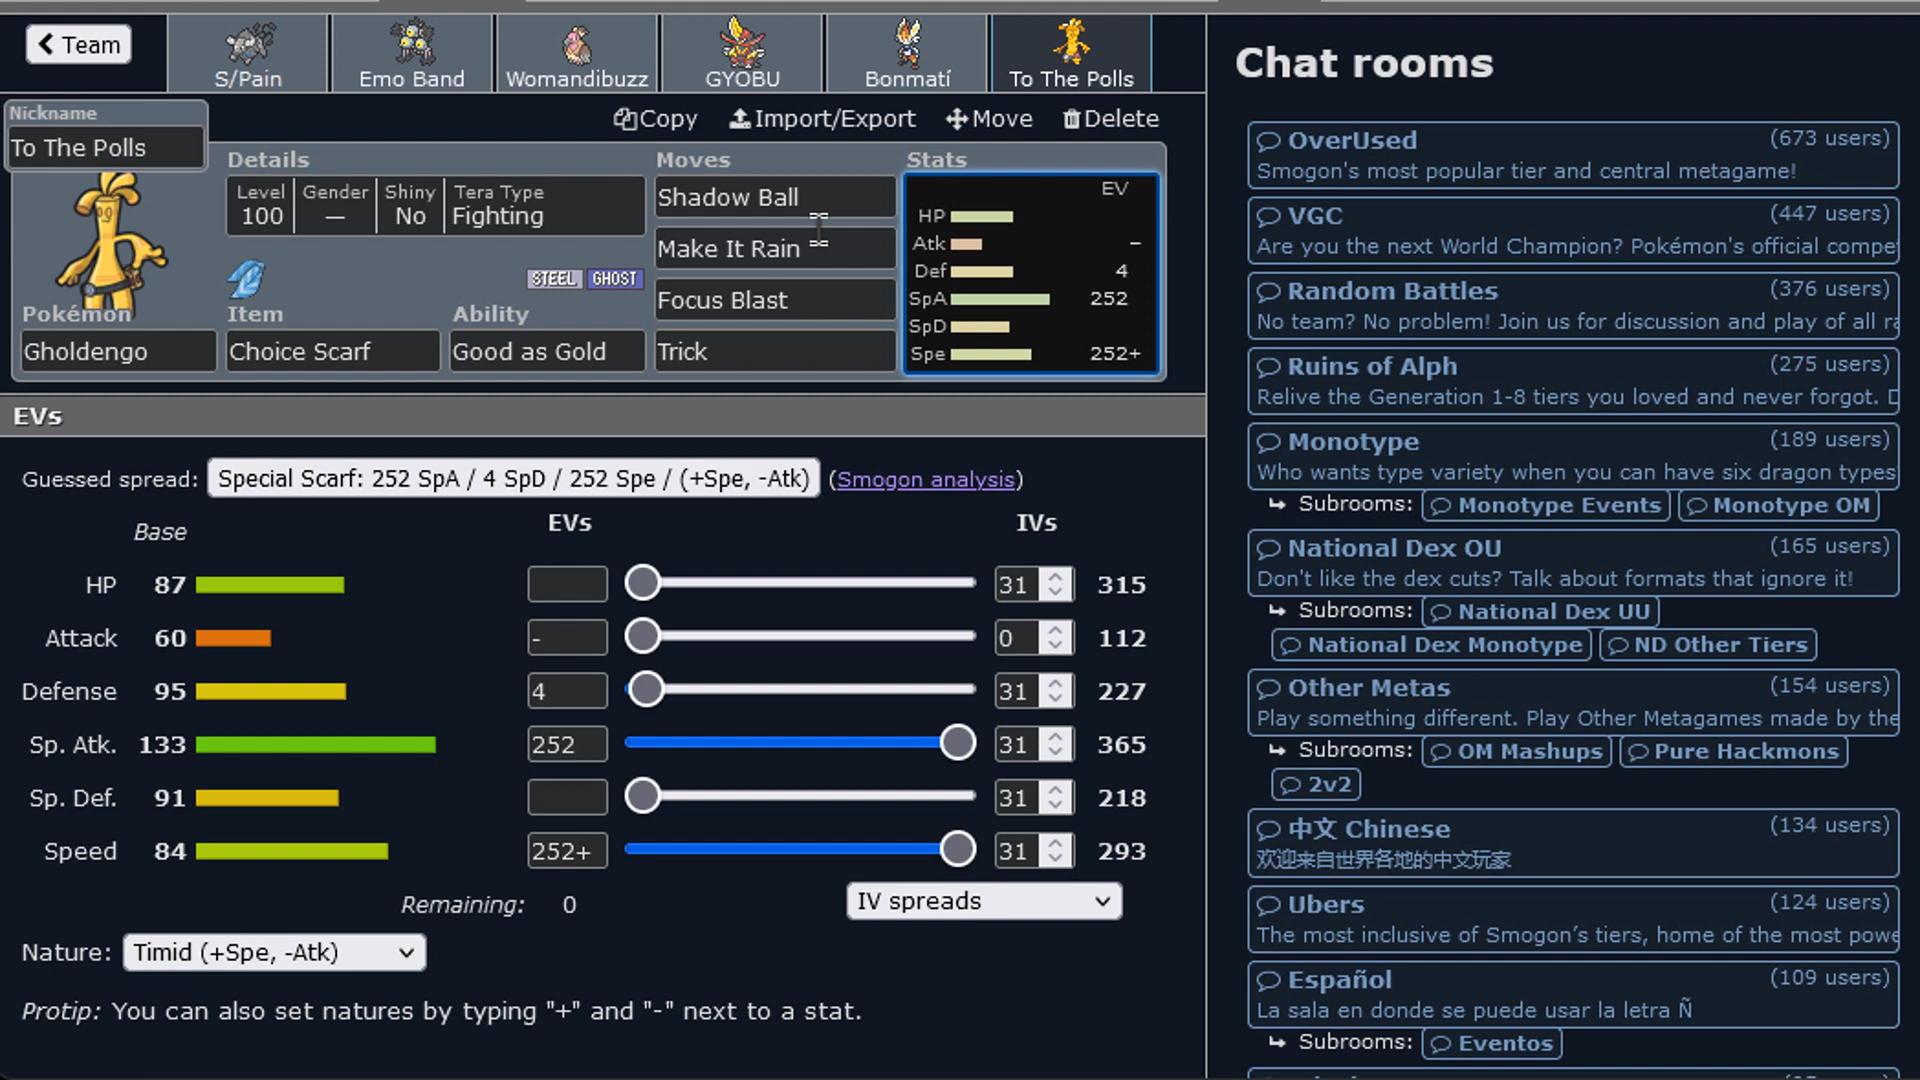 Team
S/Pain
Emo Band
Womandibuzz
GYOBU
Bonmatí
To The Polls
Nickname
To The Polls
Copy
Import/Export
Move
Delete
Details
Moves
Stats
Level
100
Gender
—
Shiny
No
Tera Type
Fighting
STEEL GHOST
Pokémon
Gholdengo
Item
Choice Scarf
Ability
Good as Gold
Shadow Ball
Make It Rain
Focus Blast
Trick
EV
HP
Atk –
Def 4
SpA 252
SpD
Spe 252+
EVs
Guessed spread: Special Scarf: 252 SpA / 4 SpD / 252 Spe / (+Spe, -Atk) (Smogon analysis)
Base EVs IVs
HP 87 31 315
Attack 60 - 0 112
Defense 95 4 31 227
Sp. Atk. 133 252 31 365
Sp. Def. 91 31 218
Speed 84 252+ 31 293
Remaining: 0
IV spreads
Nature: Timid (+Spe, -Atk)
Protip: You can also set natures by typing "+" and "-" next to a stat.
Chat rooms
OverUsed (673 users)
Smogon's most popular tier and central metagame!
VGC (447 users)
Are you the next World Champion? Pokémon's official compe
Random Battles (376 users)
No team? No problem! Join us for discussion and play of all ra
Ruins of Alph (275 users)
Relive the Generation 1-8 tiers you loved and never forgot. D
Monotype (189 users)
Who wants type variety when you can have six dragon types
Subrooms: Monotype Events Monotype OM
National Dex OU (165 users)
Don't like the dex cuts? Talk about formats that ignore it!
Subrooms: National Dex UU
National Dex Monotype ND Other Tiers
Other Metas (154 users)
Play something different. Play Other Metagames made by the
Subrooms: OM Mashups Pure Hackmons
2v2
中文 Chinese (134 users)
欢迎来自世界各地的中文玩家
Ubers (124 users)
The most inclusive of Smogon's tiers, home of the most powe
Español (109 users)
La sala en donde se puede usar la letra Ñ
Subrooms: Eventos